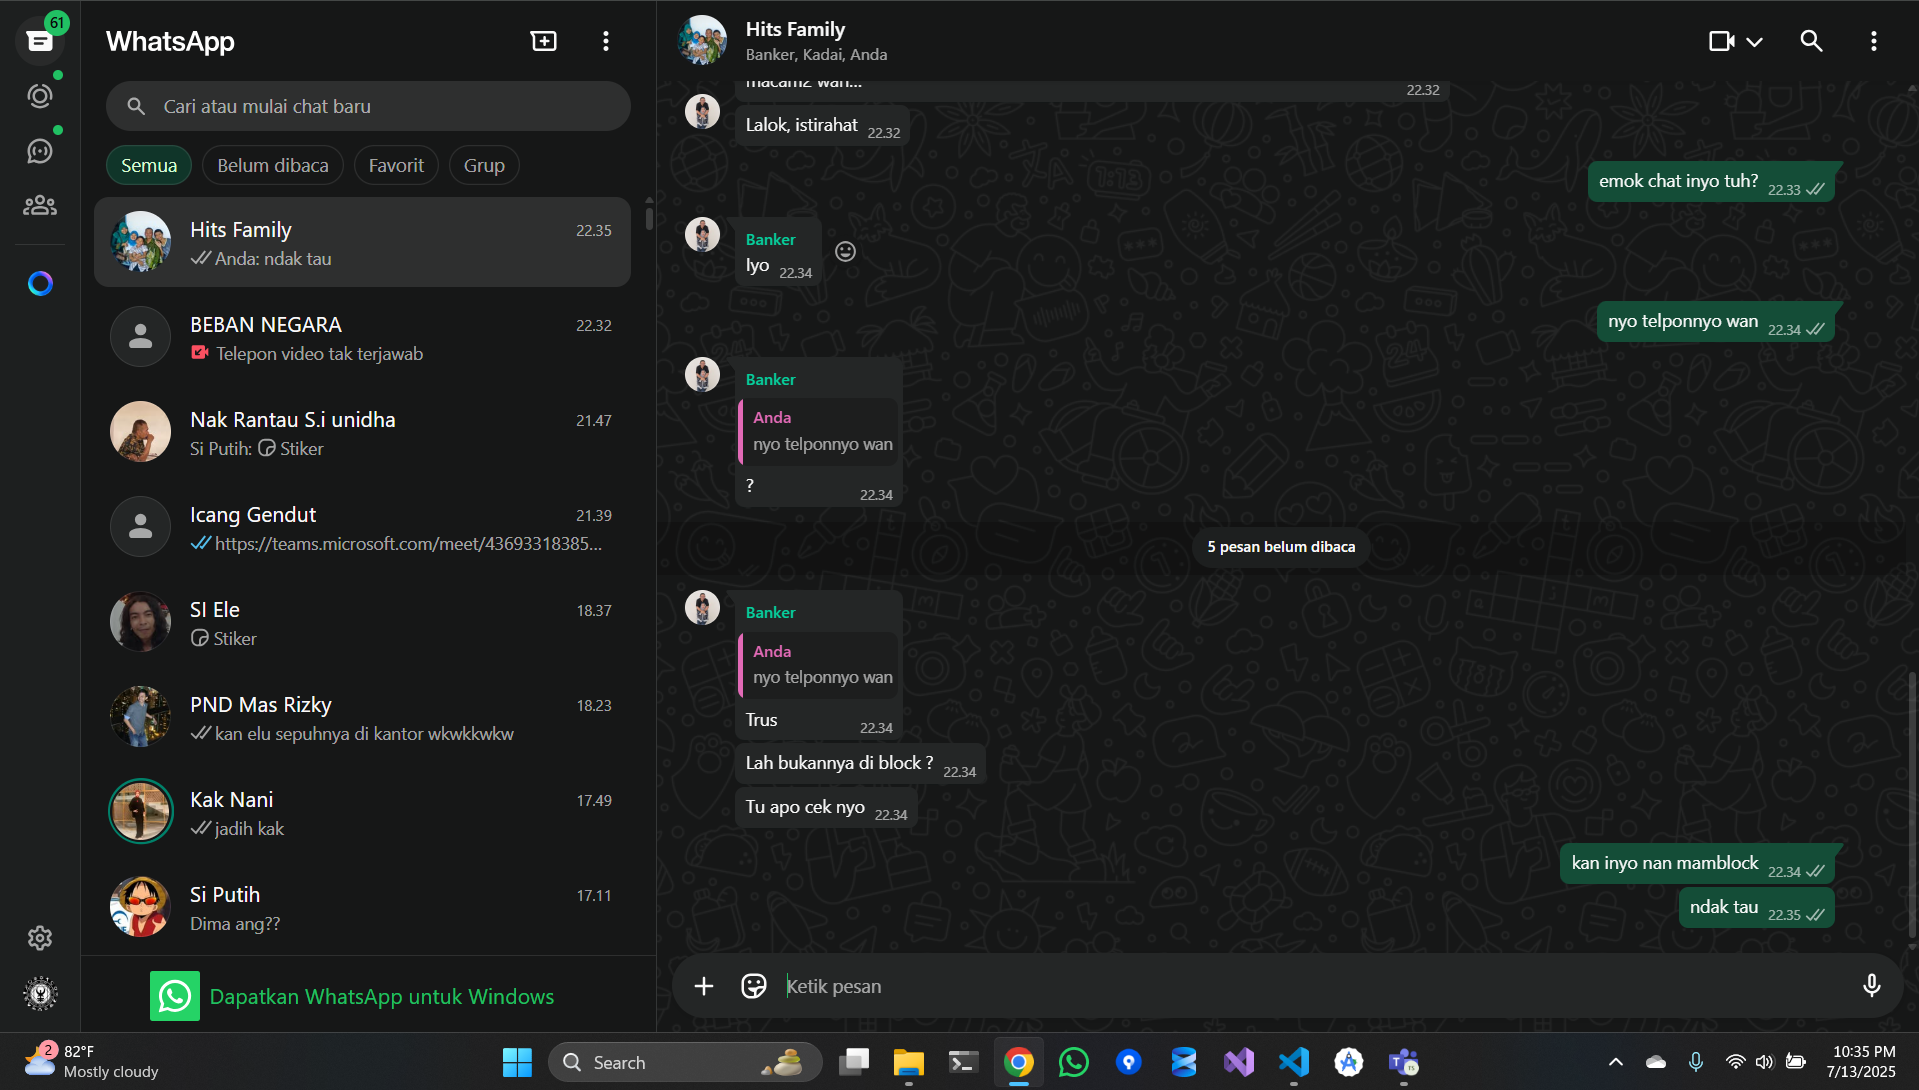 61
WhatsApp
Cari atau mulai chat baru
Semua
Belum dibaca
Favorit
Grup
Hits Family
22.35
Anda: ndak tau
BEBAN NEGARA
22.32
Telepon video tak terjawab
Nak Rantau S.i unidha
21.47
Si Putih: Stiker
Icang Gendut
21.39
https://teams.microsoft.com/meet/43693318385...
SI Ele
18.37
Stiker
PND Mas Rizky
18.23
kan elu sepuhnya di kantor wkwkkwkw
Kak Nani
17.49
jadih kak
Si Putih
17.11
Dima ang??
Dapatkan WhatsApp untuk Windows
Hits Family
Banker, Kadai, Anda
macam2 wan...
22.32
Lalok, istirahat 22.32
emok chat inyo tuh? 22.33
Banker
Iyo 22.34
nyo telponnyo wan 22.34
Banker
Anda
nyo telponnyo wan
? 22.34
5 pesan belum dibaca
Banker
Anda
nyo telponnyo wan
Trus 22.34
Lah bukannya di block ? 22.34
Tu apo cek nyo 22.34
kan inyo nan mamblock 22.34
ndak tau 22.35
Ketik pesan
2
82°F
Mostly cloudy
Search
10:35 PM
7/13/2025